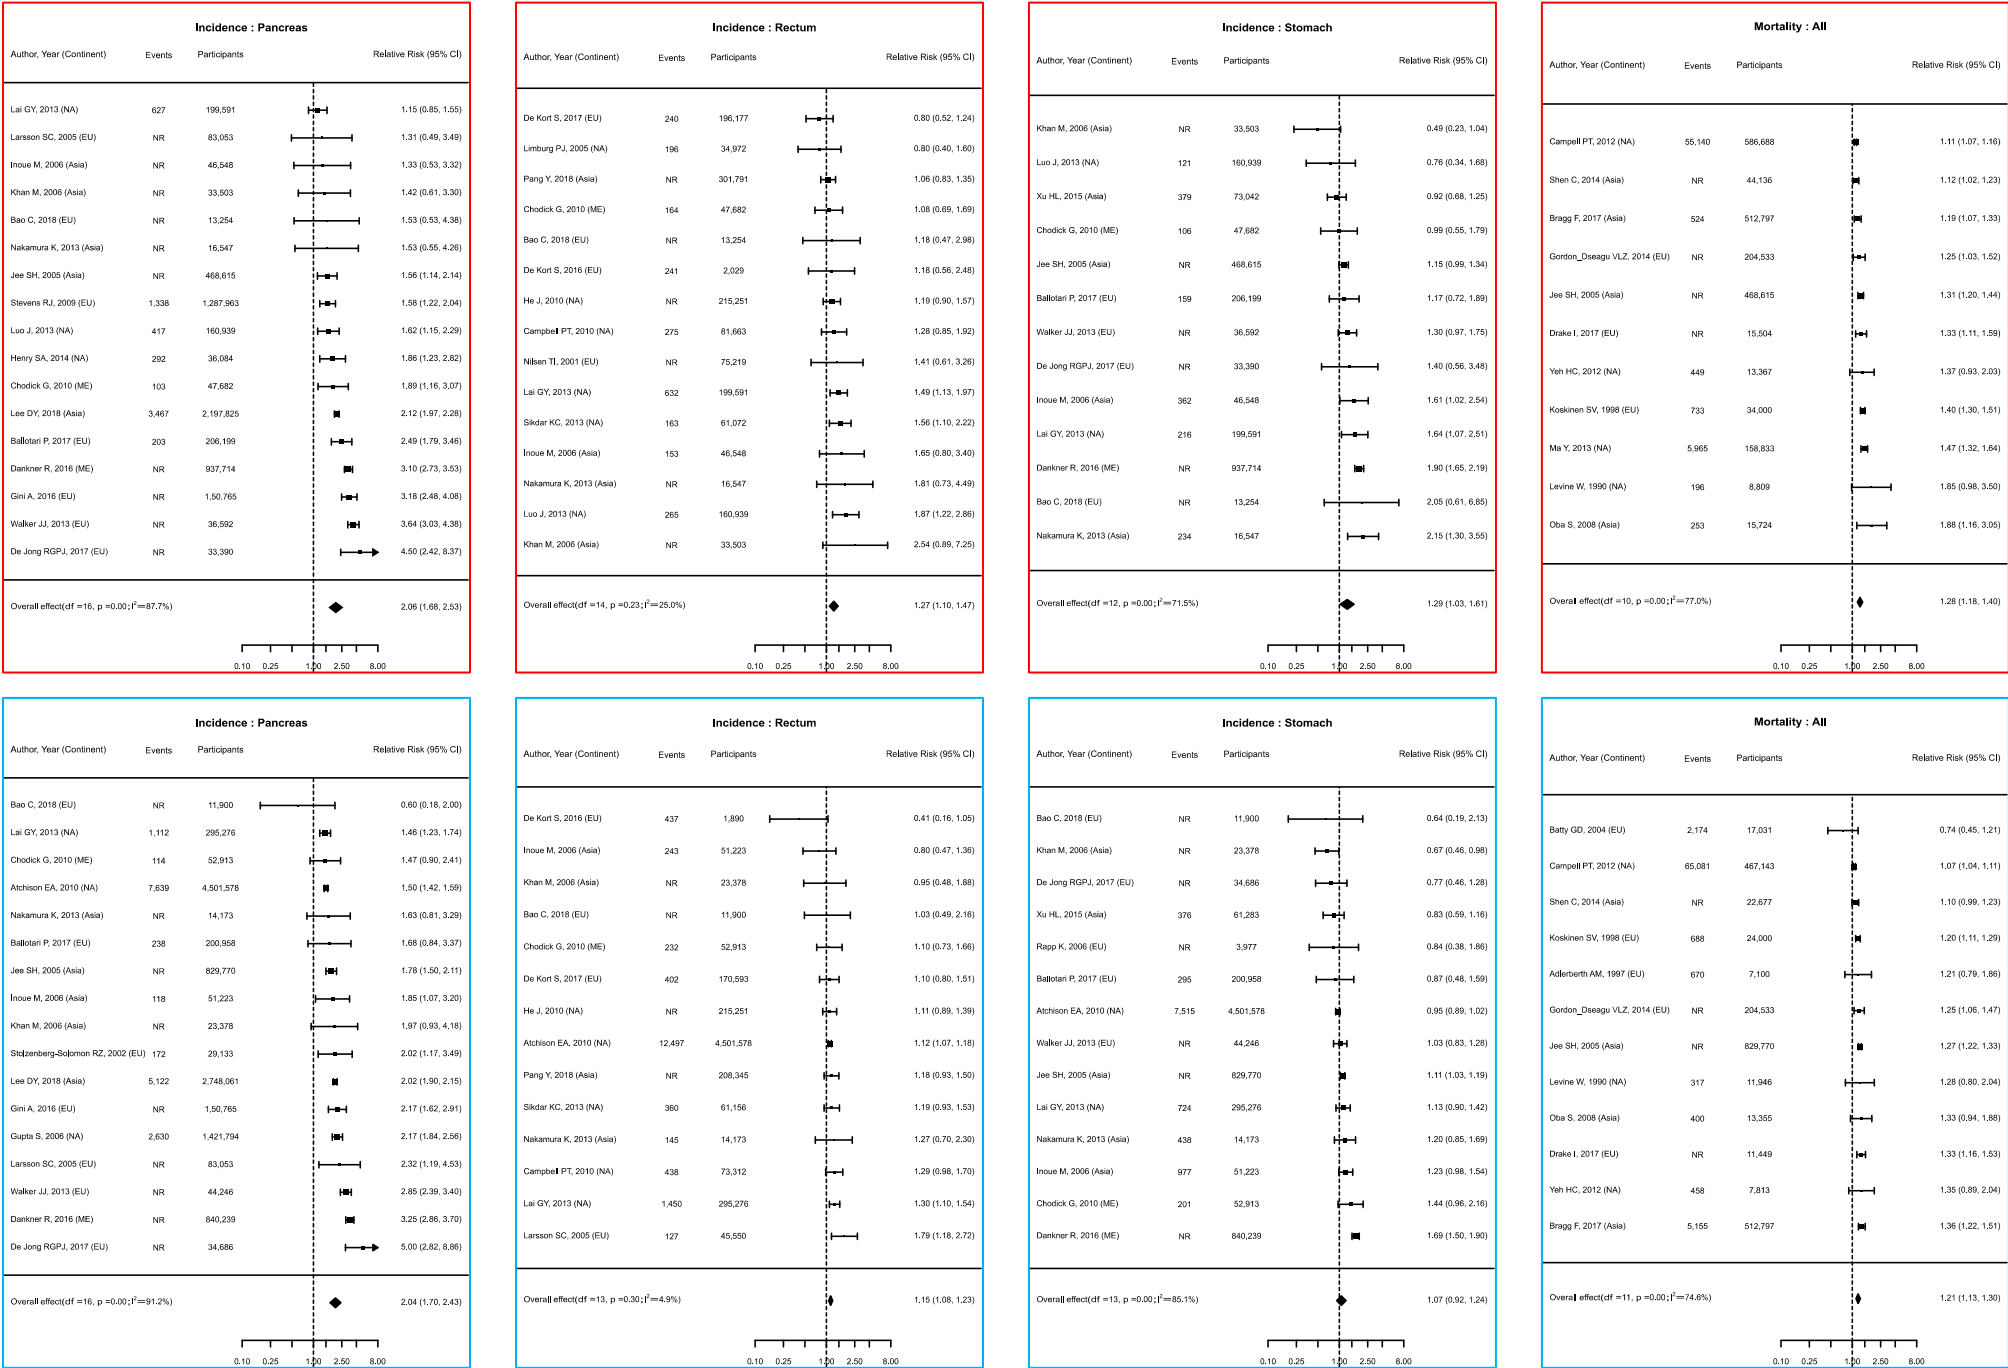 Incidence : Pancreas
Author, Year (Continent) Events Participants Relative Risk (95% CI)
Lai GY, 2013 (NA) 627 199,591 1.15 (0.85, 1.55)
Larsson SC, 2005 (EU) NR 83,053 1.31 (0.49, 3.49)
Inoue M, 2006 (Asia) NR 46,548 1.33 (0.53, 3.32)
Khan M, 2006 (Asia) NR 33,503 1.42 (0.61, 3.30)
Bao C, 2018 (EU) NR 13,254 1.53 (0.53, 4.38)
Nakamura K, 2013 (Asia) NR 16,547 1.53 (0.55, 4.26)
Jee SH, 2005 (Asia) NR 468,615 1.56 (1.14, 2.14)
Stevens RJ, 2009 (EU) 1,338 1,287,963 1.58 (1.22, 2.04)
Luo J, 2013 (NA) 417 160,939 1.62 (1.15, 2.29)
Henry SA, 2014 (NA) 292 36,084 1.86 (1.23, 2.82)
Chodick G, 2010 (ME) 103 47,682 1.89 (1.16, 3.07)
Lee DY, 2018 (Asia) 3,467 2,197,825 2.12 (1.97, 2.28)
Ballotari P, 2017 (EU) 203 206,199 2.49 (1.79, 3.46)
Dankner R, 2016 (ME) NR 937,714 3.10 (2.73, 3.53)
Gini A, 2016 (EU) NR 1,50,765 3.18 (2.48, 4.08)
Walker JJ, 2013 (EU) NR 36,592 3.64 (3.03, 4.38)
De Jong RGPJ, 2017 (EU) NR 33,390 4.50 (2.42, 8.37)
Overall effect(df =16, p =0.00; I²=87.7%) 2.06 (1.68, 2.53)
0.10 0.25 1.00 2.50 8.00
Incidence : Rectum
Author, Year (Continent) Events Participants Relative Risk (95% CI)
De Kort S, 2017 (EU) 240 196,177 0.80 (0.52, 1.24)
Limburg PJ, 2005 (NA) 196 34,972 0.80 (0.40, 1.60)
Pang Y, 2018 (Asia) NR 301,791 1.06 (0.83, 1.35)
Chodick G, 2010 (ME) 164 47,682 1.08 (0.69, 1.69)
Bao C, 2018 (EU) NR 13,254 1.18 (0.47, 2.98)
De Kort S, 2016 (EU) 241 2,029 1.18 (0.56, 2.48)
He J, 2010 (NA) NR 215,251 1.19 (0.90, 1.57)
Campbell PT, 2010 (NA) 275 81,663 1.28 (0.85, 1.92)
Nilsen TI, 2001 (EU) NR 75,219 1.41 (0.61, 3.26)
Lai GY, 2013 (NA) 632 199,591 1.49 (1.13, 1.97)
Sikdar KC, 2013 (NA) 163 61,072 1.56 (1.10, 2.22)
Inoue M, 2006 (Asia) 153 46,548 1.65 (0.80, 3.40)
Nakamura K, 2013 (Asia) NR 16,547 1.81 (0.73, 4.49)
Luo J, 2013 (NA) 265 160,939 1.87 (1.22, 2.86)
Khan M, 2006 (Asia) NR 33,503 2.54 (0.89, 7.25)
Overall effect(df =14, p =0.23; I²=25.0%) 1.27 (1.10, 1.47)
0.10 0.25 1.00 2.50 8.00
Incidence : Stomach
Author, Year (Continent) Events Participants Relative Risk (95% CI)
Khan M, 2006 (Asia) NR 33,503 0.49 (0.23, 1.04)
Luo J, 2013 (NA) 121 160,939 0.76 (0.34, 1.68)
Xu HL, 2015 (Asia) 379 73,042 0.92 (0.68, 1.25)
Chodick G, 2010 (ME) 106 47,682 0.99 (0.55, 1.79)
Jee SH, 2005 (Asia) NR 468,615 1.15 (0.99, 1.34)
Ballotari P, 2017 (EU) 159 206,199 1.17 (0.72, 1.89)
Walker JJ, 2013 (EU) NR 36,592 1.30 (0.97, 1.75)
De Jong RGPJ, 2017 (EU) NR 33,390 1.40 (0.56, 3.48)
Inoue M, 2006 (Asia) 362 46,548 1.61 (1.02, 2.54)
Lai GY, 2013 (NA) 216 199,591 1.64 (1.07, 2.51)
Dankner R, 2016 (ME) NR 937,714 1.90 (1.65, 2.19)
Bao C, 2018 (EU) NR 13,254 2.05 (0.61, 6.85)
Nakamura K, 2013 (Asia) 234 16,547 2.15 (1.30, 3.55)
Overall effect(df =12, p =0.00; I²=71.5%) 1.29 (1.03, 1.61)
0.10 0.25 1.00 2.50 8.00
Mortality : All
Author, Year (Continent) Events Participants Relative Risk (95% CI)
Campell PT, 2012 (NA) 55,140 586,688 1.11 (1.07, 1.16)
Shen C, 2014 (Asia) NR 44,136 1.12 (1.02, 1.23)
Bragg F, 2017 (Asia) 524 512,797 1.19 (1.07, 1.33)
Gordon_Dseagu VLZ, 2014 (EU) NR 204,533 1.25 (1.03, 1.52)
Jee SH, 2005 (Asia) NR 468,615 1.31 (1.20, 1.44)
Drake I, 2017 (EU) NR 15,504 1.33 (1.11, 1.59)
Yeh HC, 2012 (NA) 449 13,367 1.37 (0.93, 2.03)
Koskinen SV, 1998 (EU) 733 34,000 1.40 (1.30, 1.51)
Ma Y, 2013 (NA) 5,965 158,833 1.47 (1.32, 1.64)
Levine W, 1990 (NA) 196 8,809 1.85 (0.98, 3.50)
Oba S, 2008 (Asia) 253 15,724 1.88 (1.16, 3.05)
Overall effect(df =10, p =0.00; I²=77.0%) 1.28 (1.18, 1.40)
0.10 0.25 1.00 2.50 8.00
Incidence : Pancreas
Author, Year (Continent) Events Participants Relative Risk (95% CI)
Bao C, 2018 (EU) NR 11,900 0.60 (0.18, 2.00)
Lai GY, 2013 (NA) 1,112 295,276 1.46 (1.23, 1.74)
Chodick G, 2010 (ME) 114 52,913 1.47 (0.90, 2.41)
Atchison EA, 2010 (NA) 7,639 4,501,578 1.50 (1.42, 1.59)
Nakamura K, 2013 (Asia) NR 14,173 1.63 (0.81, 3.29)
Ballotari P, 2017 (EU) 238 200,958 1.68 (0.84, 3.37)
Jee SH, 2005 (Asia) NR 829,770 1.78 (1.50, 2.11)
Inoue M, 2006 (Asia) 118 51,223 1.85 (1.07, 3.20)
Khan M, 2006 (Asia) NR 23,378 1.97 (0.93, 4.18)
Stolzenberg-Solomon RZ, 2002 (EU) 172 29,133 2.02 (1.17, 3.49)
Lee DY, 2018 (Asia) 5,122 2,748,061 2.02 (1.90, 2.15)
Gini A, 2016 (EU) NR 1,50,765 2.17 (1.62, 2.91)
Gupta S, 2006 (NA) 2,630 1,421,794 2.17 (1.84, 2.56)
Larsson SC, 2005 (EU) NR 83,053 2.32 (1.19, 4.53)
Walker JJ, 2013 (EU) NR 44,246 2.85 (2.39, 3.40)
Dankner R, 2016 (ME) NR 840,239 3.25 (2.86, 3.70)
De Jong RGPJ, 2017 (EU) NR 34,686 5.00 (2.82, 8.86)
Overall effect(df =16, p =0.00; I²=91.2%) 2.04 (1.70, 2.43)
0.10 0.25 1.00 2.50 8.00
Incidence : Rectum
Author, Year (Continent) Events Participants Relative Risk (95% CI)
De Kort S, 2016 (EU) 437 1,890 0.41 (0.16, 1.05)
Inoue M, 2006 (Asia) 243 51,223 0.80 (0.47, 1.36)
Khan M, 2006 (Asia) NR 23,378 0.95 (0.48, 1.88)
Bao C, 2018 (EU) NR 11,900 1.03 (0.49, 2.16)
Chodick G, 2010 (ME) 232 52,913 1.10 (0.73, 1.66)
De Kort S, 2017 (EU) 402 170,593 1.10 (0.80, 1.51)
He J, 2010 (NA) NR 215,251 1.11 (0.89, 1.39)
Atchison EA, 2010 (NA) 12,497 4,501,578 1.12 (1.07, 1.18)
Pang Y, 2018 (Asia) NR 208,345 1.18 (0.93, 1.50)
Sikdar KC, 2013 (NA) 360 61,156 1.19 (0.93, 1.53)
Nakamura K, 2013 (Asia) 145 14,173 1.27 (0.70, 2.30)
Campbell PT, 2010 (NA) 438 73,312 1.29 (0.98, 1.70)
Lai GY, 2013 (NA) 1,450 295,276 1.30 (1.10, 1.54)
Larsson SC, 2005 (EU) 127 45,550 1.79 (1.18, 2.72)
Overall effect(df =13, p =0.30; I²=4.9%) 1.15 (1.08, 1.23)
0.10 0.25 1.00 2.50 8.00
Incidence : Stomach
Author, Year (Continent) Events Participants Relative Risk (95% CI)
Bao C, 2018 (EU) NR 11,900 0.64 (0.19, 2.13)
Khan M, 2006 (Asia) NR 23,378 0.67 (0.46, 0.98)
De Jong RGPJ, 2017 (EU) NR 34,686 0.77 (0.46, 1.28)
Xu HL, 2015 (Asia) 376 61,283 0.83 (0.59, 1.16)
Rapp K, 2006 (EU) NR 3,977 0.84 (0.38, 1.86)
Ballotari P, 2017 (EU) 295 200,958 0.87 (0.48, 1.59)
Atchison EA, 2010 (NA) 7,515 4,501,578 0.95 (0.89, 1.02)
Walker JJ, 2013 (EU) NR 44,246 1.03 (0.83, 1.28)
Jee SH, 2005 (Asia) NR 829,770 1.11 (1.03, 1.19)
Lai GY, 2013 (NA) 724 295,276 1.13 (0.90, 1.42)
Nakamura K, 2013 (Asia) 438 14,173 1.20 (0.85, 1.69)
Inoue M, 2006 (Asia) 977 51,223 1.23 (0.98, 1.54)
Chodick G, 2010 (ME) 201 52,913 1.44 (0.96, 2.16)
Dankner R, 2016 (ME) NR 840,239 1.69 (1.50, 1.90)
Overall effect(df =13, p =0.00; I²=85.1%) 1.07 (0.92, 1.24)
0.10 0.25 1.00 2.50 8.00
Mortality : All
Author, Year (Continent) Events Participants Relative Risk (95% CI)
Batty GD, 2004 (EU) 2,174 17,031 0.74 (0.45, 1.21)
Campell PT, 2012 (NA) 65,081 467,143 1.07 (1.04, 1.11)
Shen C, 2014 (Asia) NR 22,677 1.10 (0.99, 1.23)
Koskinen SV, 1998 (EU) 688 24,000 1.20 (1.11, 1.29)
Adlerberth AM, 1997 (EU) 670 7,100 1.21 (0.79, 1.86)
Gordon_Dseagu VLZ, 2014 (EU) NR 204,533 1.25 (1.06, 1.47)
Jee SH, 2005 (Asia) NR 829,770 1.27 (1.22, 1.33)
Levine W, 1990 (NA) 317 11,946 1.28 (0.80, 2.04)
Oba S, 2008 (Asia) 400 13,355 1.33 (0.94, 1.88)
Drake I, 2017 (EU) NR 11,449 1.33 (1.16, 1.53)
Yeh HC, 2012 (NA) 458 7,813 1.35 (0.89, 2.04)
Bragg F, 2017 (Asia) 5,155 512,797 1.36 (1.22, 1.51)
Overall effect(df =11, p =0.00; I²=74.6%) 1.21 (1.13, 1.30)
0.10 0.25 1.00 2.50 8.00